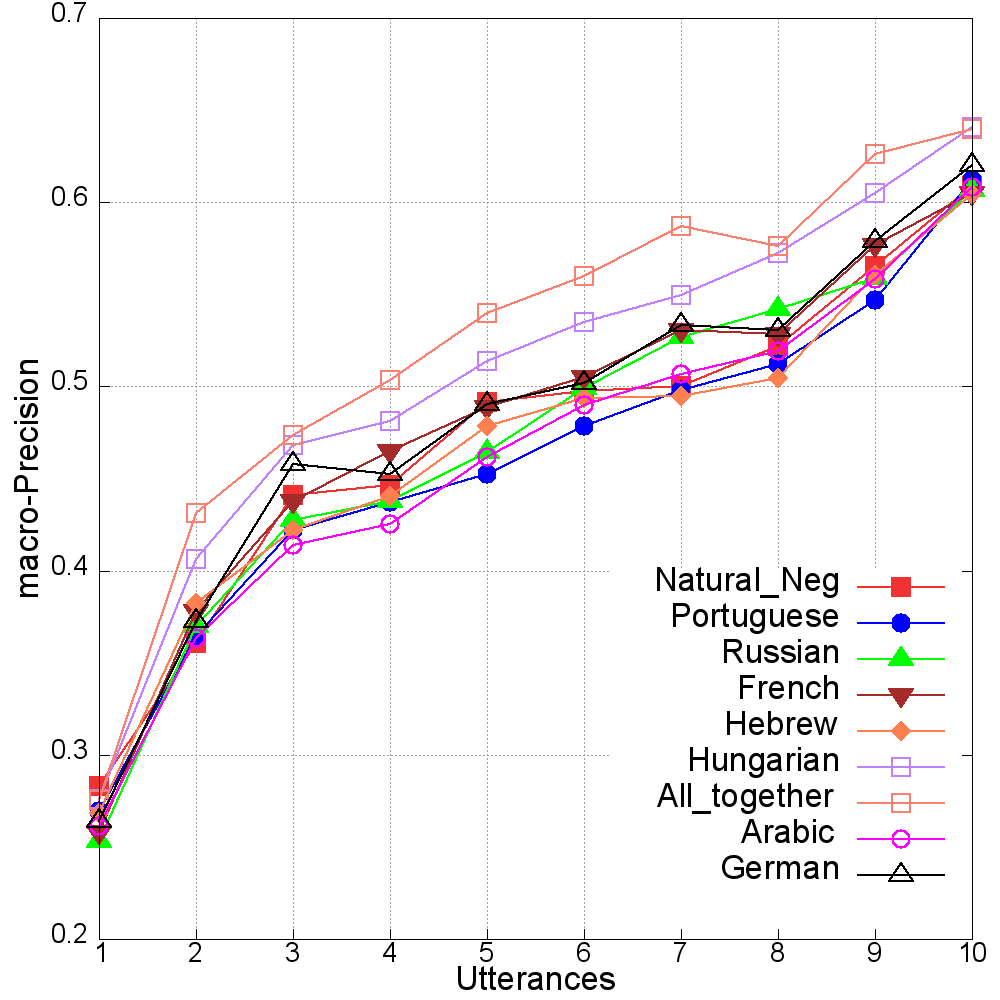 0.7
0.6
0.5
0.4
0.3
0.2
macro-Precision
Natural_Neg
Portuguese
Russian
French
Hebrew
Hungarian
All_together
Arabic
German
1 2 3 4 5 6 7 8 9 10
Utterances